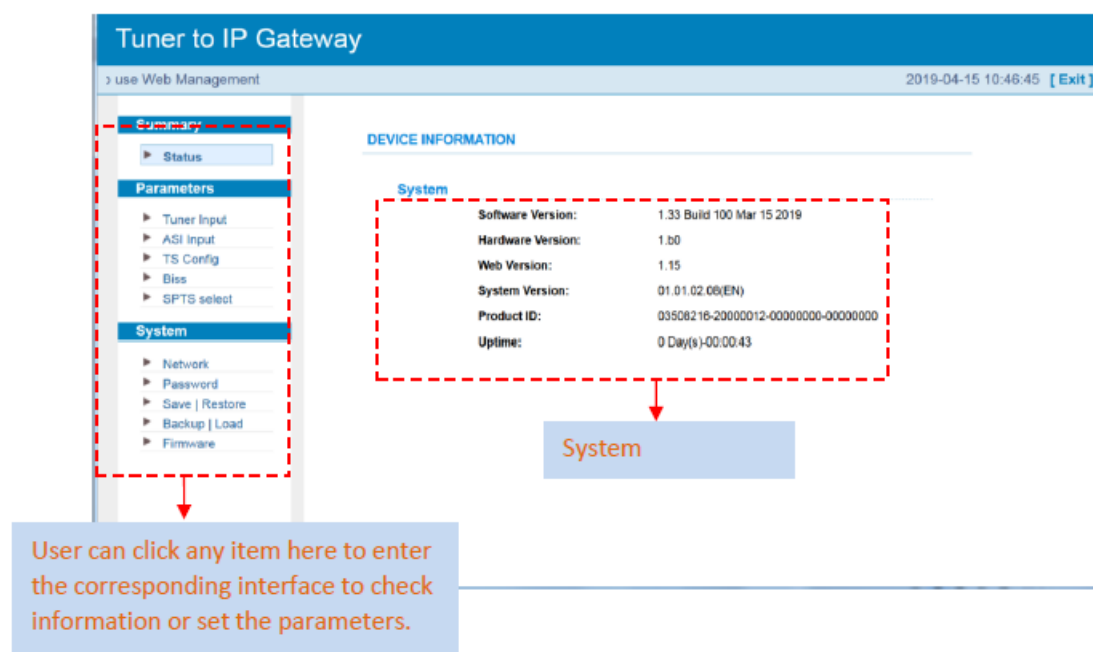 Tuner to IP Gateway
› use Web Management
2019-04-15 10:46:45 [ Exit ]
Summary
Status
Parameters
Tuner Input
ASI Input
TS Config
Biss
SPTS select
System
Network
Password
Save | Restore
Backup | Load
Firmware
DEVICE INFORMATION
System
Software Version: 1.33 Build 100 Mar 15 2019
Hardware Version: 1.b0
Web Version: 1.15
System Version: 01.01.02.08(EN)
Product ID: 03508216-20000012-00000000-00000000
Uptime: 0 Day(s)-00:00:43
System
User can click any item here to enter
the corresponding interface to check
information or set the parameters.